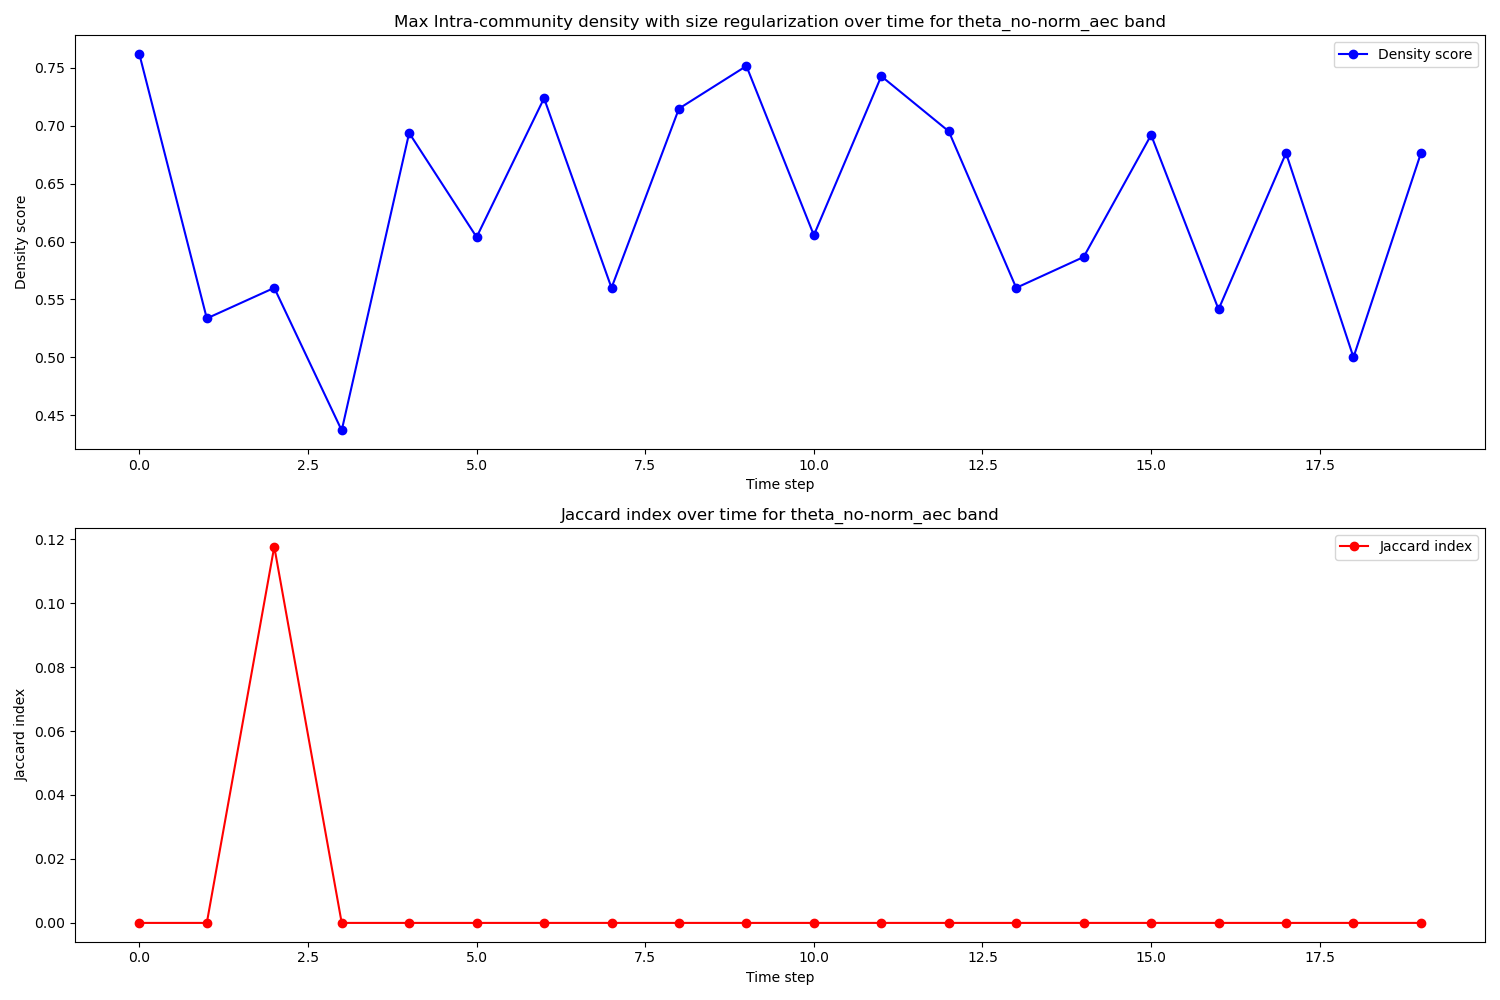 Max Intra-community density with size regularization over time for theta_no-norm_aec band
Density score
0.75
0.70
0.65
0.60
0.55
0.50
0.45
Density score
0.0 2.5 5.0 7.5 10.0 12.5 15.0 17.5
Time step
Jaccard index over time for theta_no-norm_aec band
Jaccard index
0.12
0.10
0.08
0.06
0.04
0.02
0.00
Jaccard index
0.0 2.5 5.0 7.5 10.0 12.5 15.0 17.5
Time step